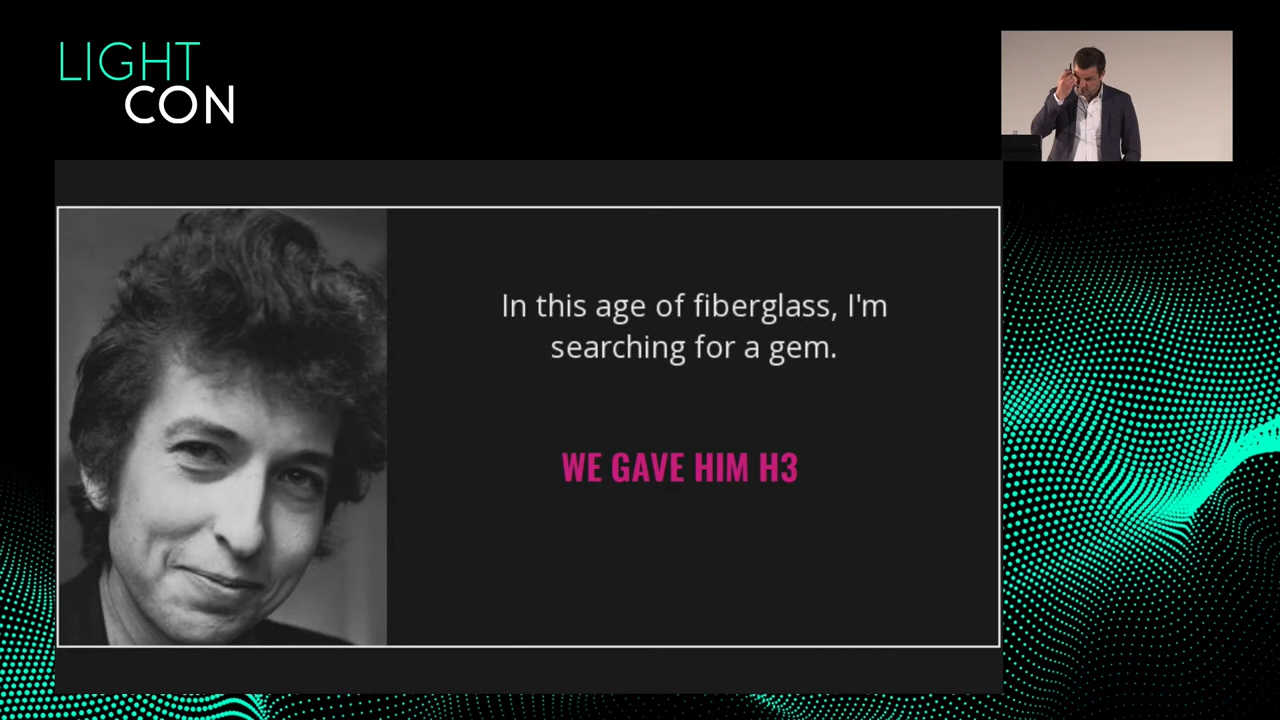 LIGHT
CON
In this age of fiberglass, I'm
searching for a gem.
WE GAVE HIM H3